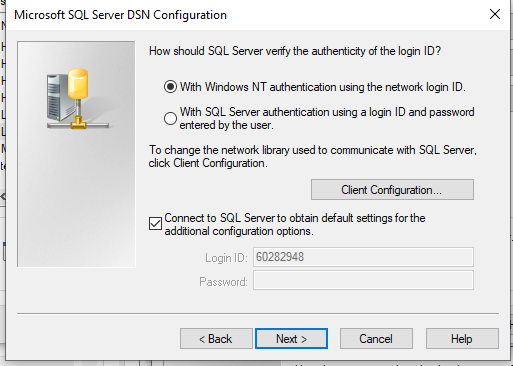 Microsoft SQL Server DSN Configuration
How should SQL Server verify the authenticity of the login ID?
With Windows NT authentication using the network login ID.
With SQL Server authentication using a login ID and password
entered by the user.
To change the network library used to communicate with SQL Server,
click Client Configuration.
Client Configuration...
Connect to SQL Server to obtain default settings for the
additional configuration options.
Login ID: 60282948
Password:
< Back Next > Cancel Help